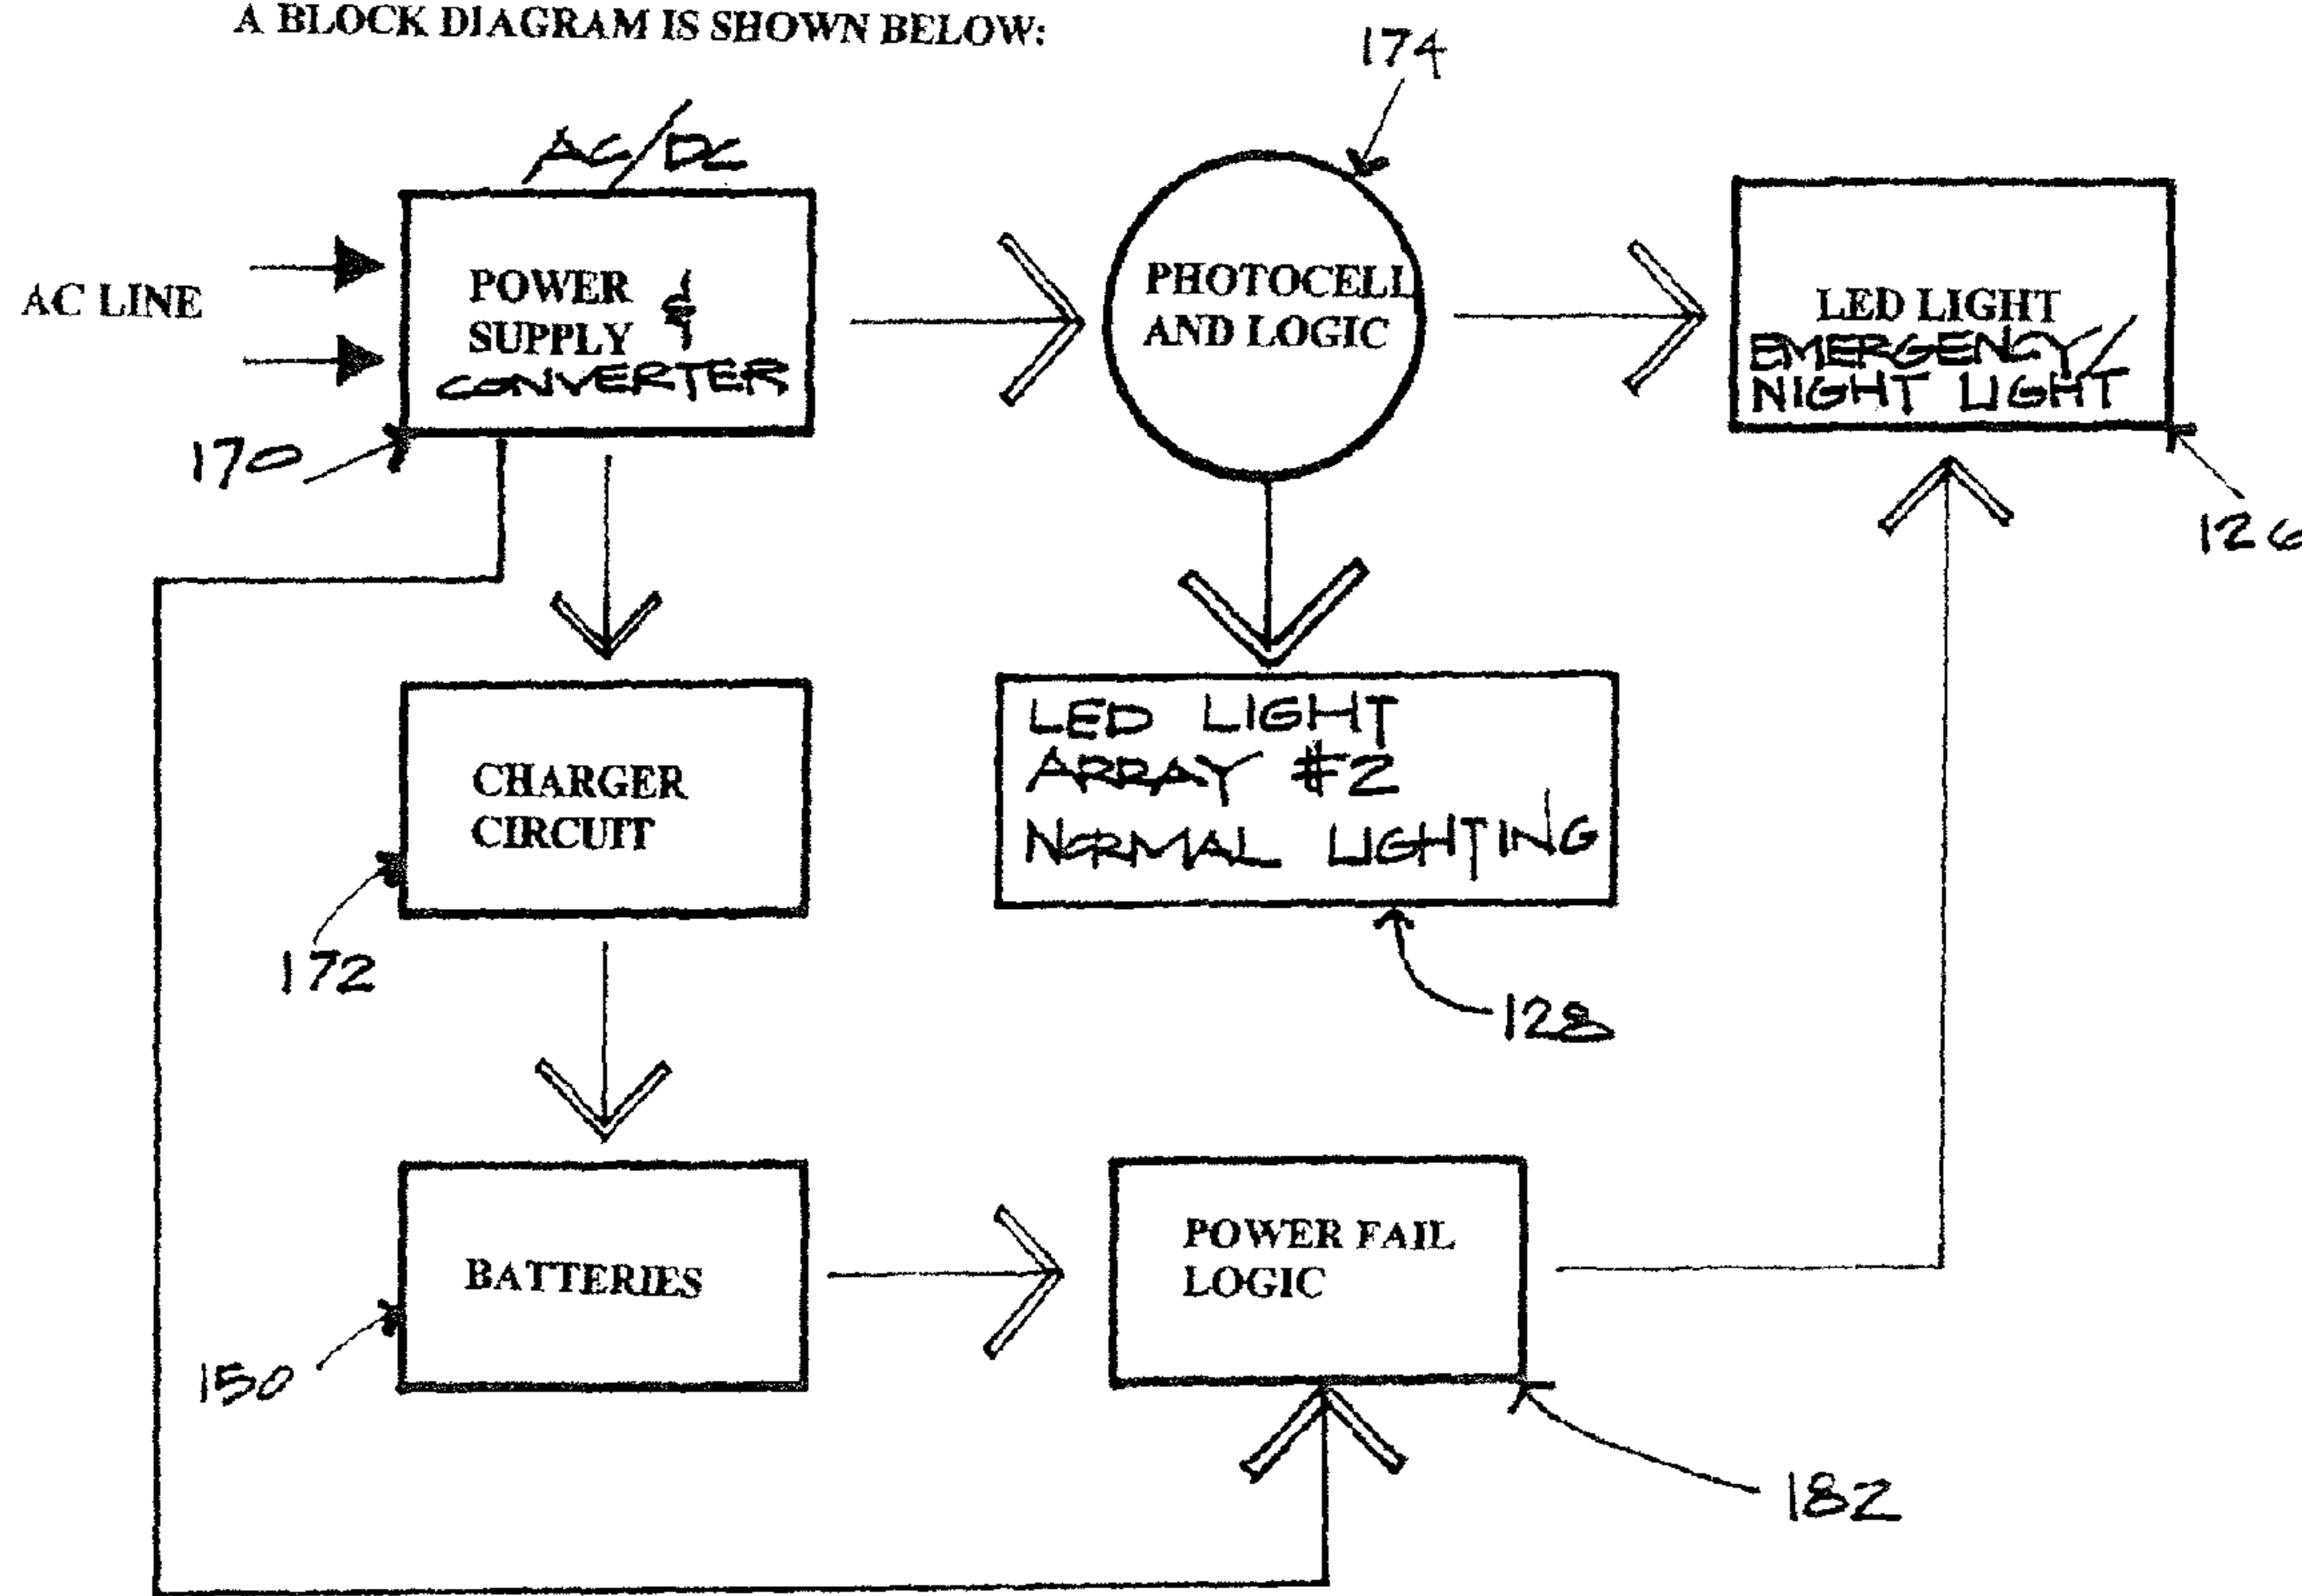 A BLOCK DIAGRAM IS SHOWN BELOW:
174
AC/DC
AC LINE
POWER
SUPPLY &
CONVERTER
170
PHOTOCELL
AND LOGIC
LED LIGHT
EMERGENCY/
NIGHT LIGHT
126
CHARGER
CIRCUIT
172
LED LIGHT
ARRAY #2
NORMAL LIGHTING
128
BATTERIES
150
POWER FAIL
LOGIC
182